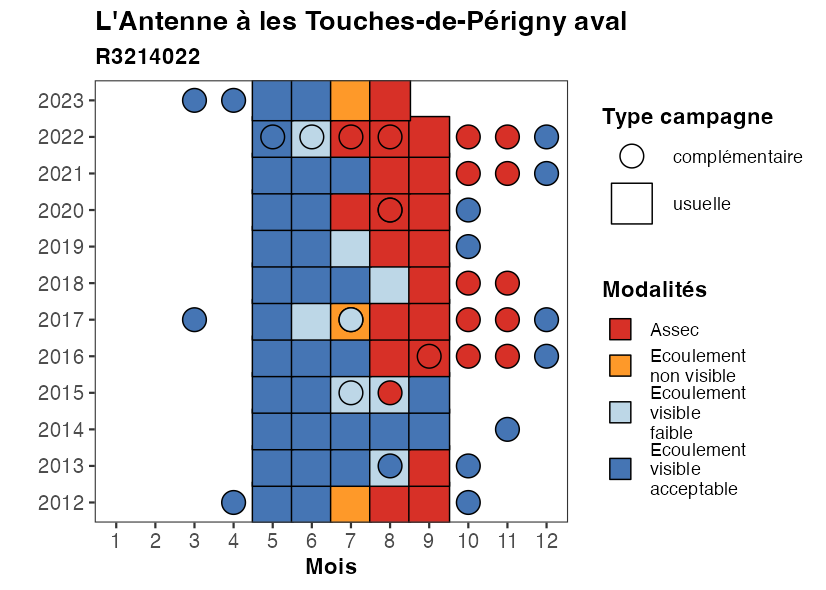 L'Antenne à les Touches-de-Périgny aval
R3214022
2023
2022
2021
2020
2019
2018
2017
2016
2015
2014
2013
2012
1 2 3 4 5 6 7 8 9 10 11 12
Mois
Type campagne
complémentaire
usuelle
Modalités
Assec
Ecoulement
non visible
Ecoulement
visible
faible
Ecoulement
visible
acceptable